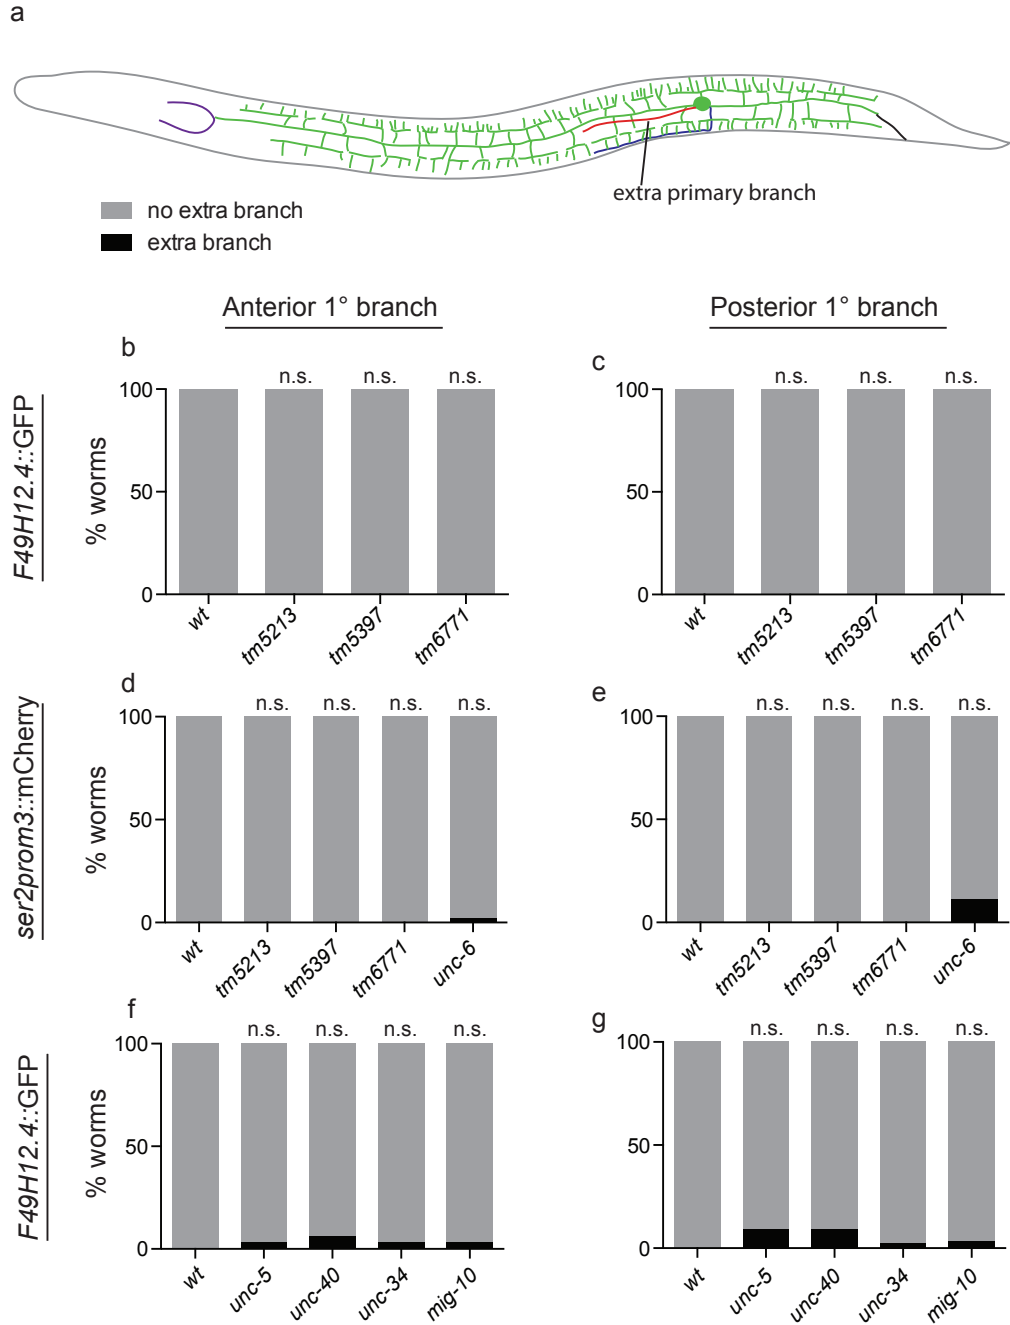 a
extra primary branch
no extra branch
extra branch
Anterior 1° branch
Posterior 1° branch
b
F49H12.4::GFP
% worms
100
50
0
n.s. n.s. n.s.
wt tm5213 tm5397 tm6771
c
100
50
0
n.s. n.s. n.s.
wt tm5213 tm5397 tm6771
d
ser2prom3::mCherry
% worms
100
50
0
n.s. n.s. n.s. n.s.
wt tm5213 tm5397 tm6771 unc-6
e
100
50
0
n.s. n.s. n.s. n.s.
wt tm5213 tm5397 tm6771 unc-6
f
F49H12.4::GFP
% worms
100
50
0
n.s. n.s. n.s. n.s.
wt unc-5 unc-40 unc-34 mig-10
g
100
50
0
n.s. n.s. n.s. n.s.
wt unc-5 unc-40 unc-34 mig-10